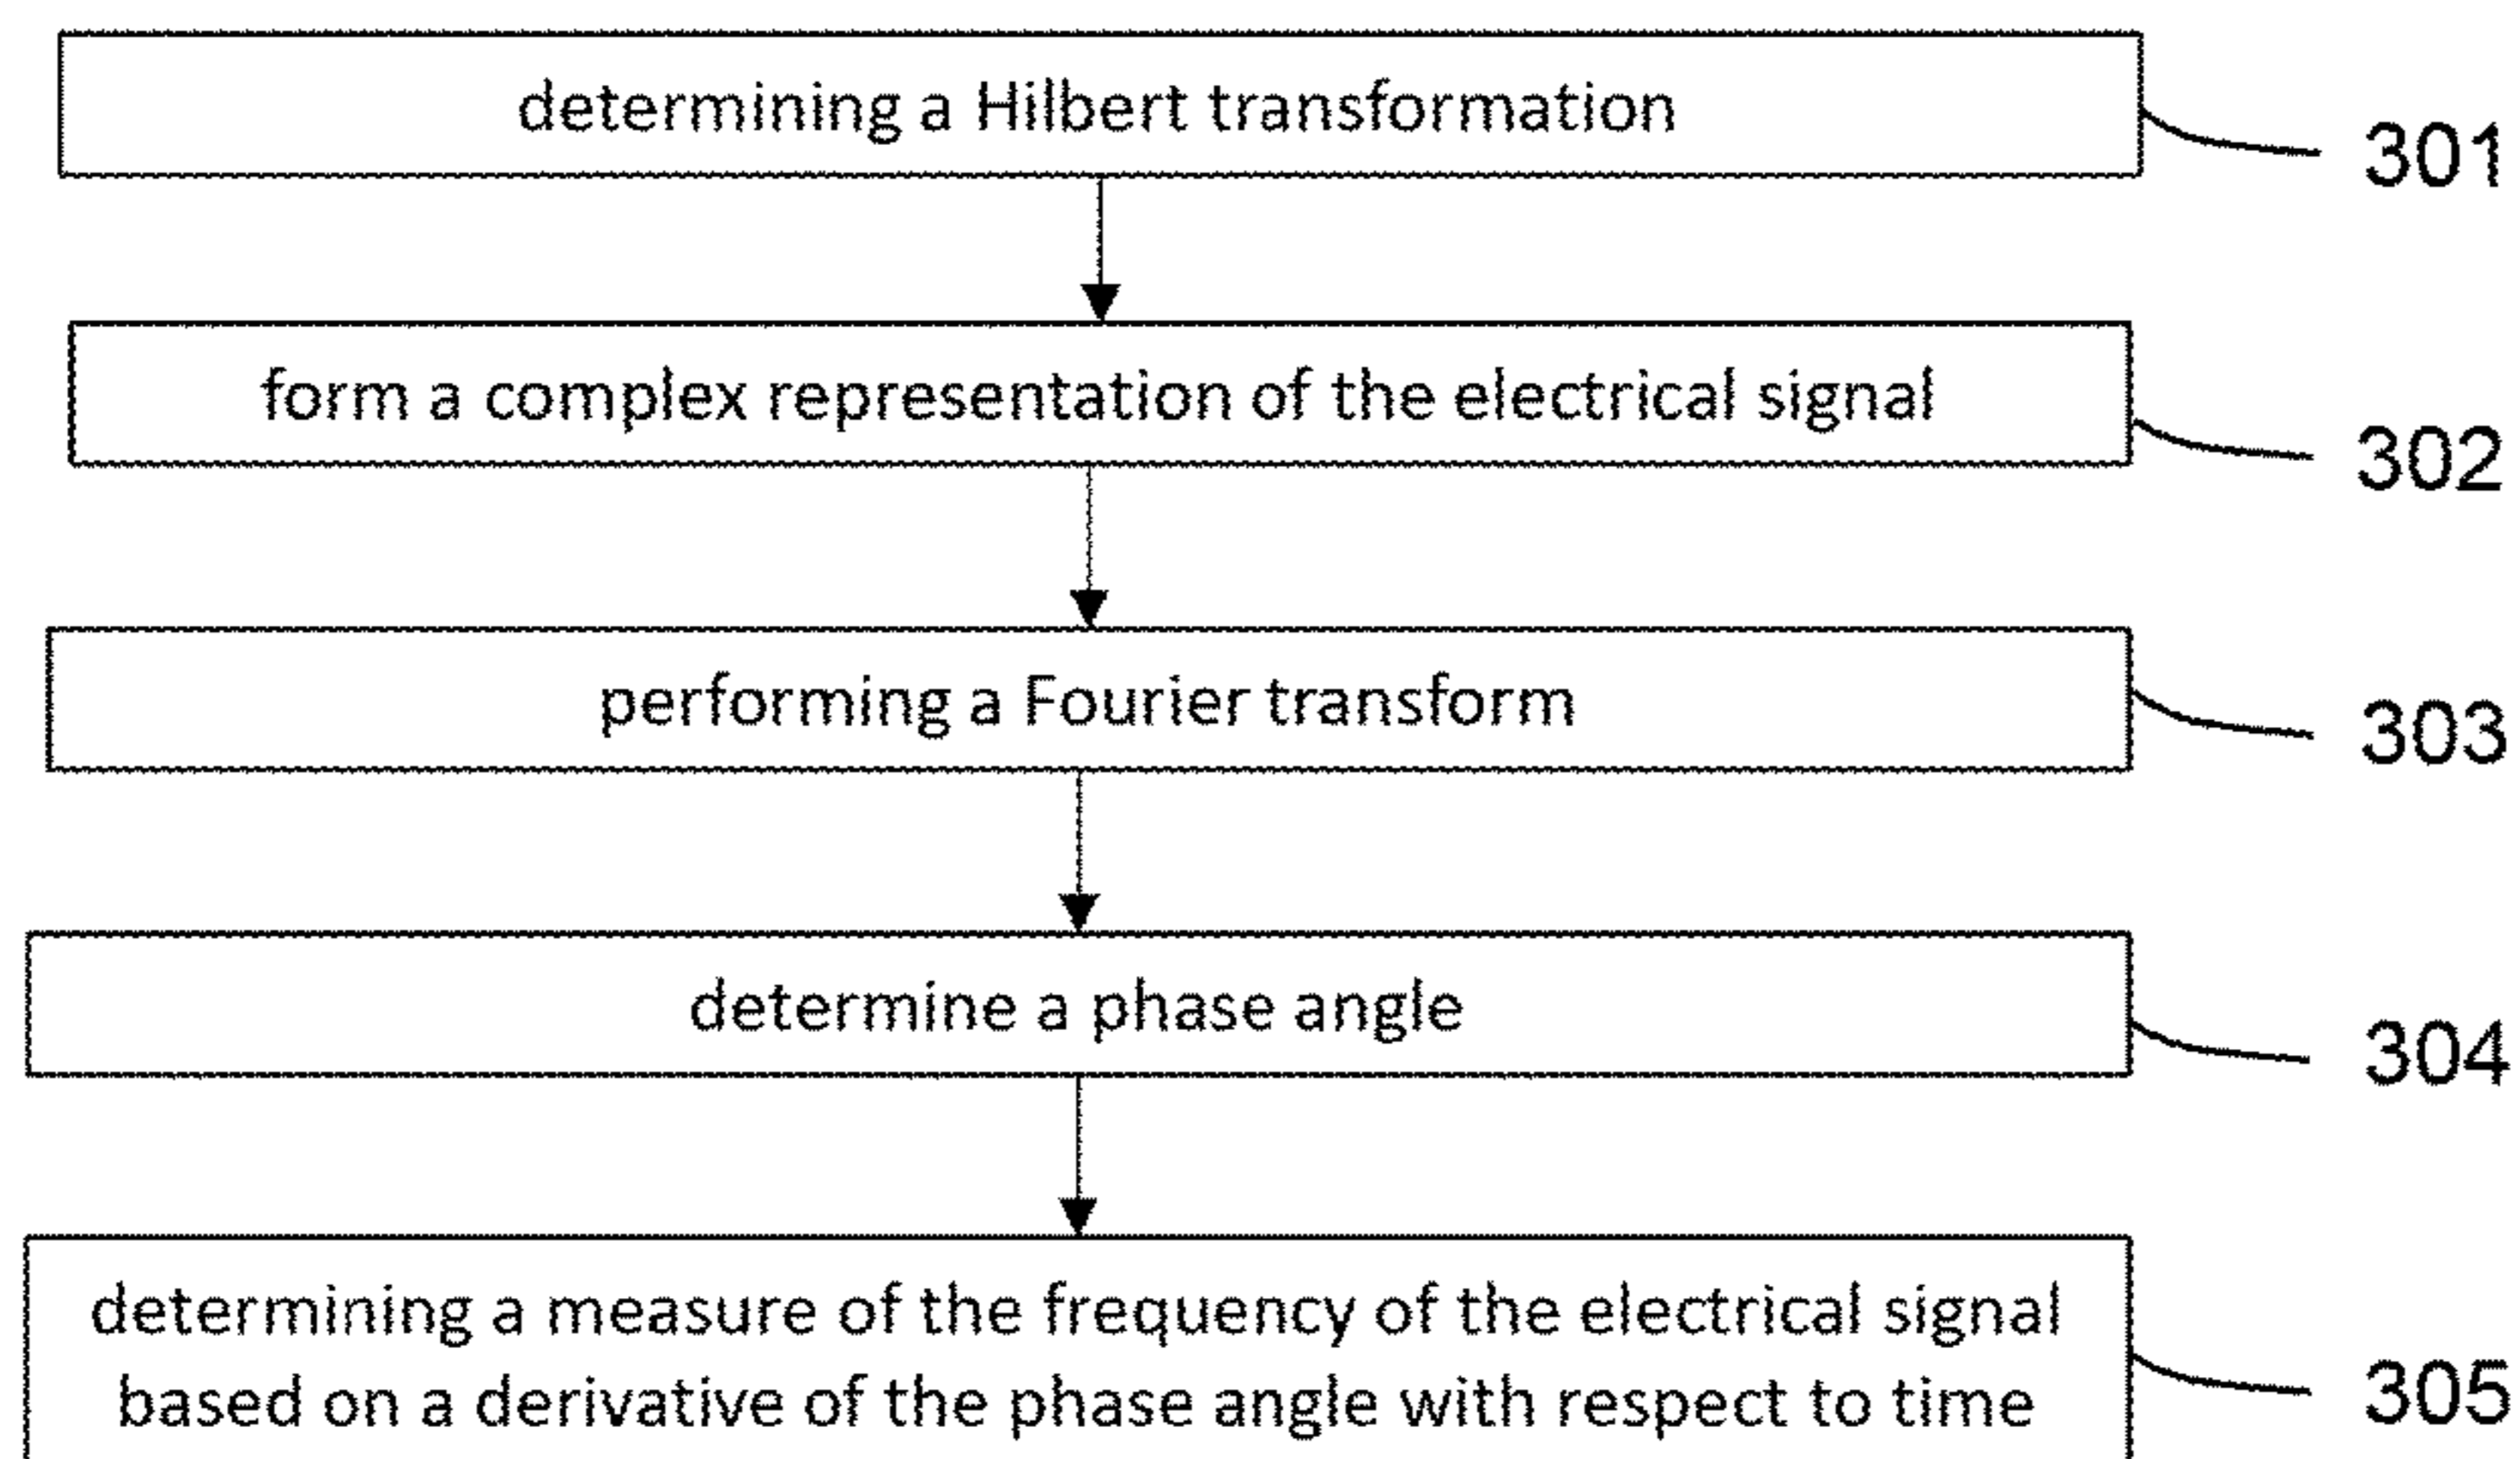 determining a Hilbert transformation
301
form a complex representation of the electrical signal
302
performing a Fourier transform
303
determine a phase angle
304
determining a measure of the frequency of the electrical signal
based on a derivative of the phase angle with respect to time
305